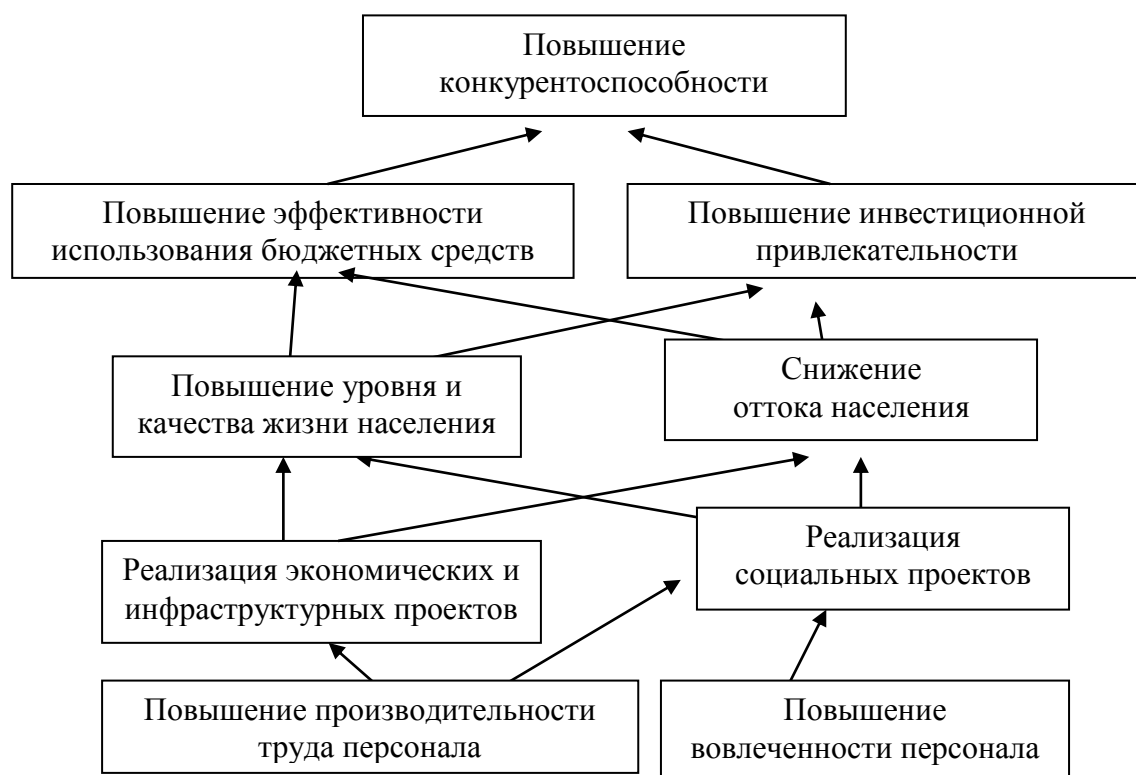 Повышение
конкурентоспособности
Повышение эффективности
использования бюджетных средств
Повышение инвестиционной
привлекательности
Повышение уровня и
качества жизни населения
Снижение
оттока населения
Реализация экономических и
инфраструктурных проектов
Реализация
социальных проектов
Повышение производительности
труда персонала
Повышение
вовлеченности персонала